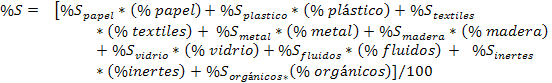 %S = [%S_papel * (% papel) + %S_plastico * (% plástico) + %S_textiles
* (% textiles) + %S_metal * (% metal) + %S_madera * (% madera)
+ %S_vidrio * (% vidrio) + %S_fluidos * (% fluidos) + %S_inertes
* (%inertes) + %S_orgánicos* (% orgánicos)]/100